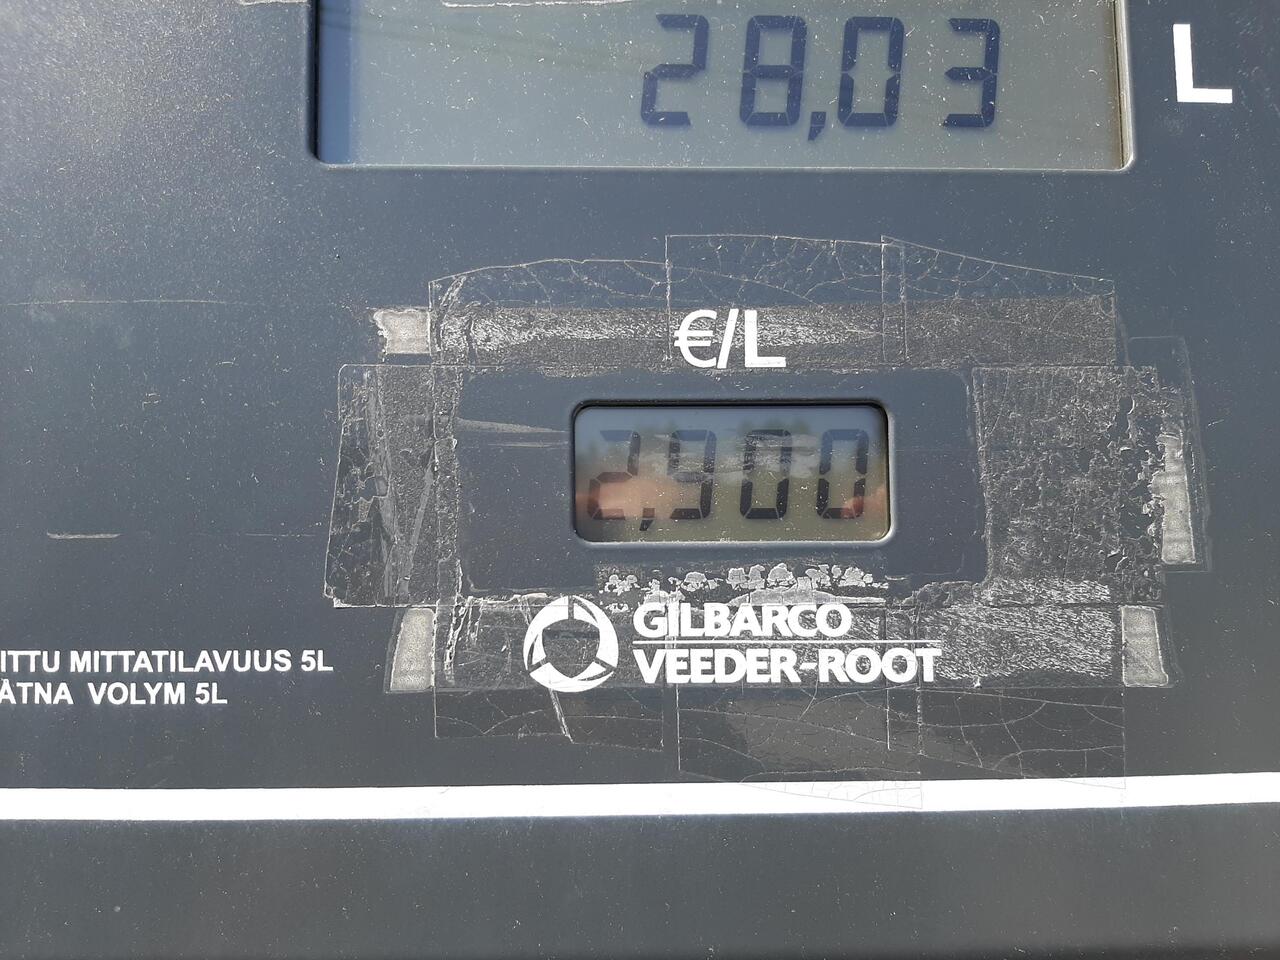 28,03 L
€/L
2,900
GILBARCO
VEEDER-ROOT
ITTU MITTATILAVUUS 5L
ÄTNA VOLYM 5L